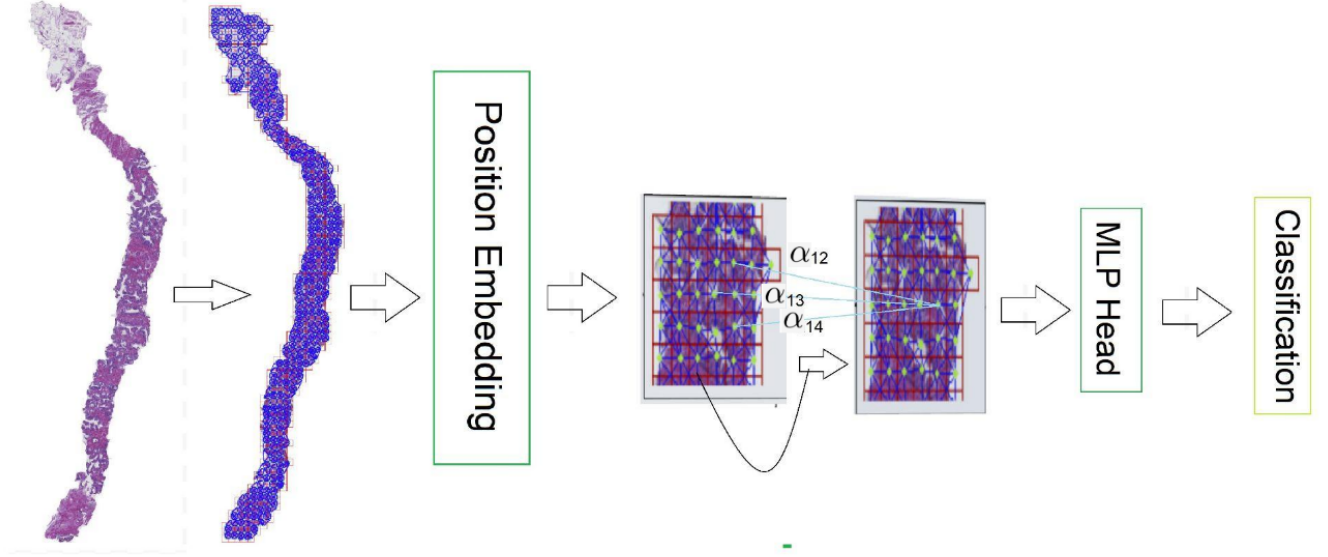 Position Embedding
α12
α13
α14
MLP Head
Classification